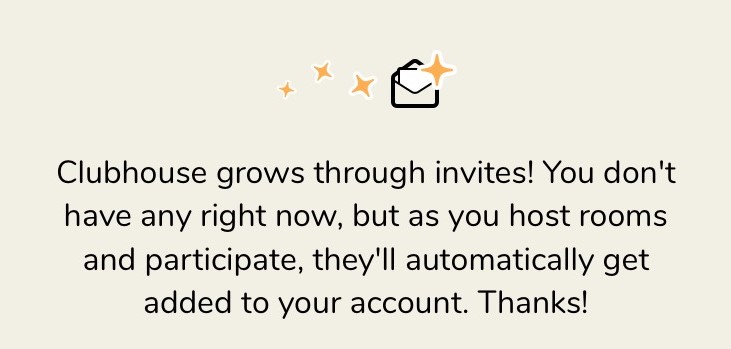 Clubhouse grows through invites! You don't
have any right now, but as you host rooms
and participate, they'll automatically get
added to your account. Thanks!